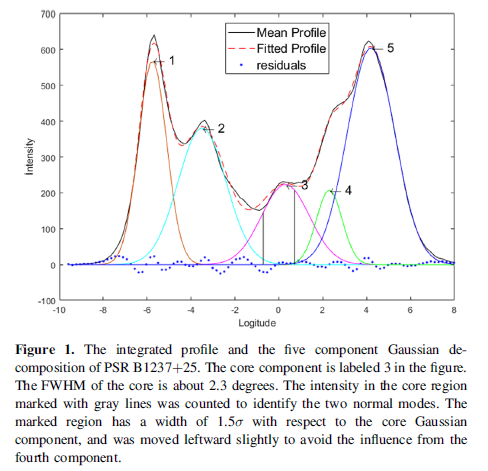 700
600
500
400
300
200
100
0
-100
Intensity
-10
-8
-6
-4
-2
0
2
4
6
8
Logitude
Mean Profile
Fitted Profile
residuals
1
2
3
4
5
Figure 1. The integrated profile and the five component Gaussian de-
composition of PSR B1237+25. The core component is labeled 3 in the figure.
The FWHM of the core is about 2.3 degrees. The intensity in the core region
marked with gray lines was counted to identify the two normal modes. The
marked region has a width of 1.5σ with respect to the core Gaussian
component, and was moved leftward slightly to avoid the influence from the
fourth component.